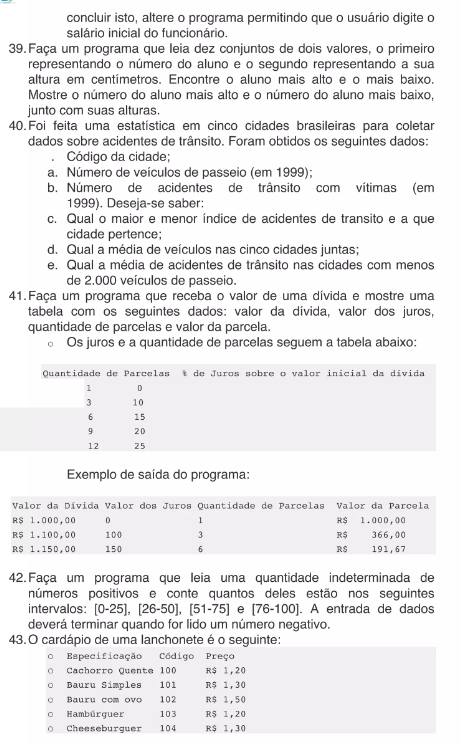 concluir isto, altere o programa permitindo que o usuário digite o
salário inicial do funcionário.
39. Faça um programa que leia dez conjuntos de dois valores, o primeiro
representando o número do aluno e o segundo representando a sua
altura em centímetros. Encontre o aluno mais alto e o mais baixo.
Mostre o número do aluno mais alto e o número do aluno mais baixo,
junto com suas alturas.
40. Foi feita uma estatística em cinco cidades brasileiras para coletar
dados sobre acidentes de trânsito. Foram obtidos os seguintes dados:
. Código da cidade;
a. Número de veículos de passeio (em 1999);
b. Número de acidentes de trânsito com vítimas (em
1999). Deseja-se saber:
c. Qual o maior e menor índice de acidentes de transito e a que
cidade pertence;
d. Qual a média de veículos nas cinco cidades juntas;
e. Qual a média de acidentes de trânsito nas cidades com menos
de 2.000 veículos de passeio.
41. Faça um programa que receba o valor de uma dívida e mostre uma
tabela com os seguintes dados: valor da dívida, valor dos juros,
quantidade de parcelas e valor da parcela.
o Os juros e a quantidade de parcelas seguem a tabela abaixo:
Quantidade de Parcelas % de Juros sobre o valor inicial da dívida
1 0
3 10
6 15
9 20
12 25
Exemplo de saída do programa:
Valor da Dívida Valor dos Juros Quantidade de Parcelas Valor da Parcela
R$ 1.000,00 0 1 R$ 1.000,00
R$ 1.100,00 100 3 R$ 366,00
R$ 1.150,00 150 6 R$ 191,67
42. Faça um programa que leia uma quantidade indeterminada de
números positivos e conte quantos deles estão nos seguintes
intervalos: [0-25], [26-50], [51-75] e [76-100]. A entrada de dados
deverá terminar quando for lido um número negativo.
43. O cardápio de uma lanchonete é o seguinte:
o Especificação Código Preço
o Cachorro Quente 100 R$ 1,20
o Bauru Simples 101 R$ 1,30
o Bauru com ovo 102 R$ 1,50
o Hambúrguer 103 R$ 1,20
o Cheeseburguer 104 R$ 1,30